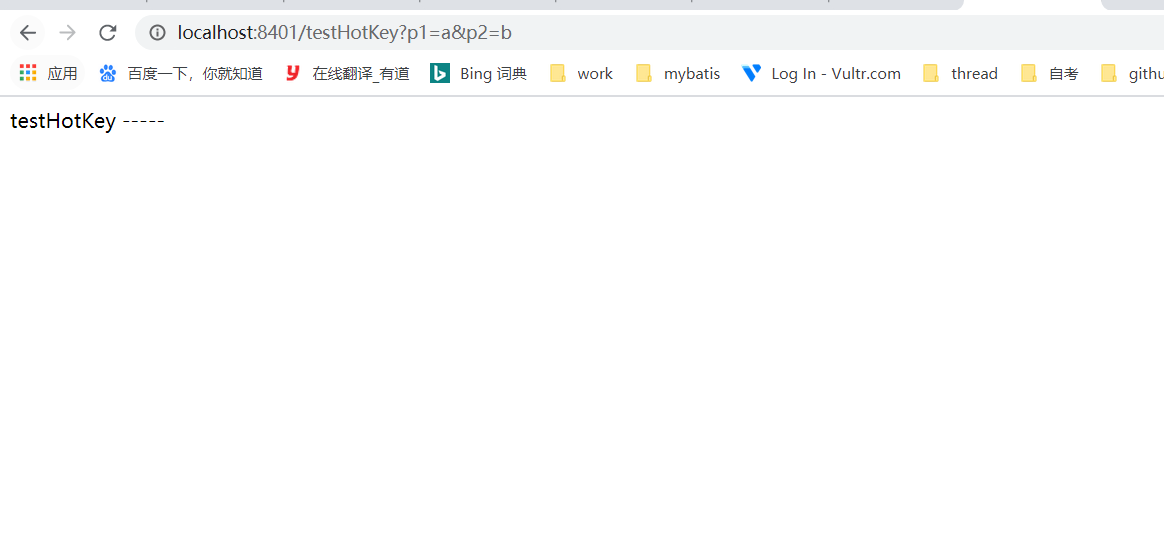 localhost:8401/testHotKey?p1=a&p2=b
应用 百度一下，你就知道 在线翻译_有道 Bing 词典 work mybatis Log In - Vultr.com thread 自考 githu
testHotKey -----